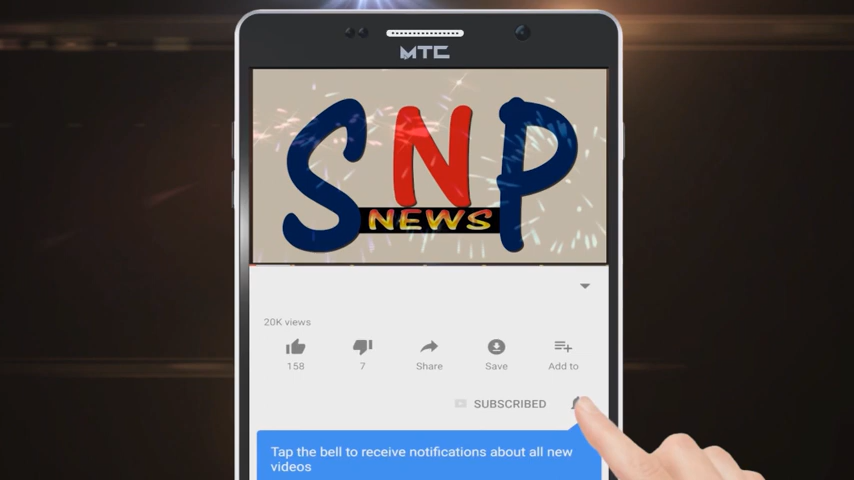 MTC
SNP
NEWS
20K views
158
7
Share
Save
Add to
SUBSCRIBED
Tap the bell to receive notifications about all new
videos